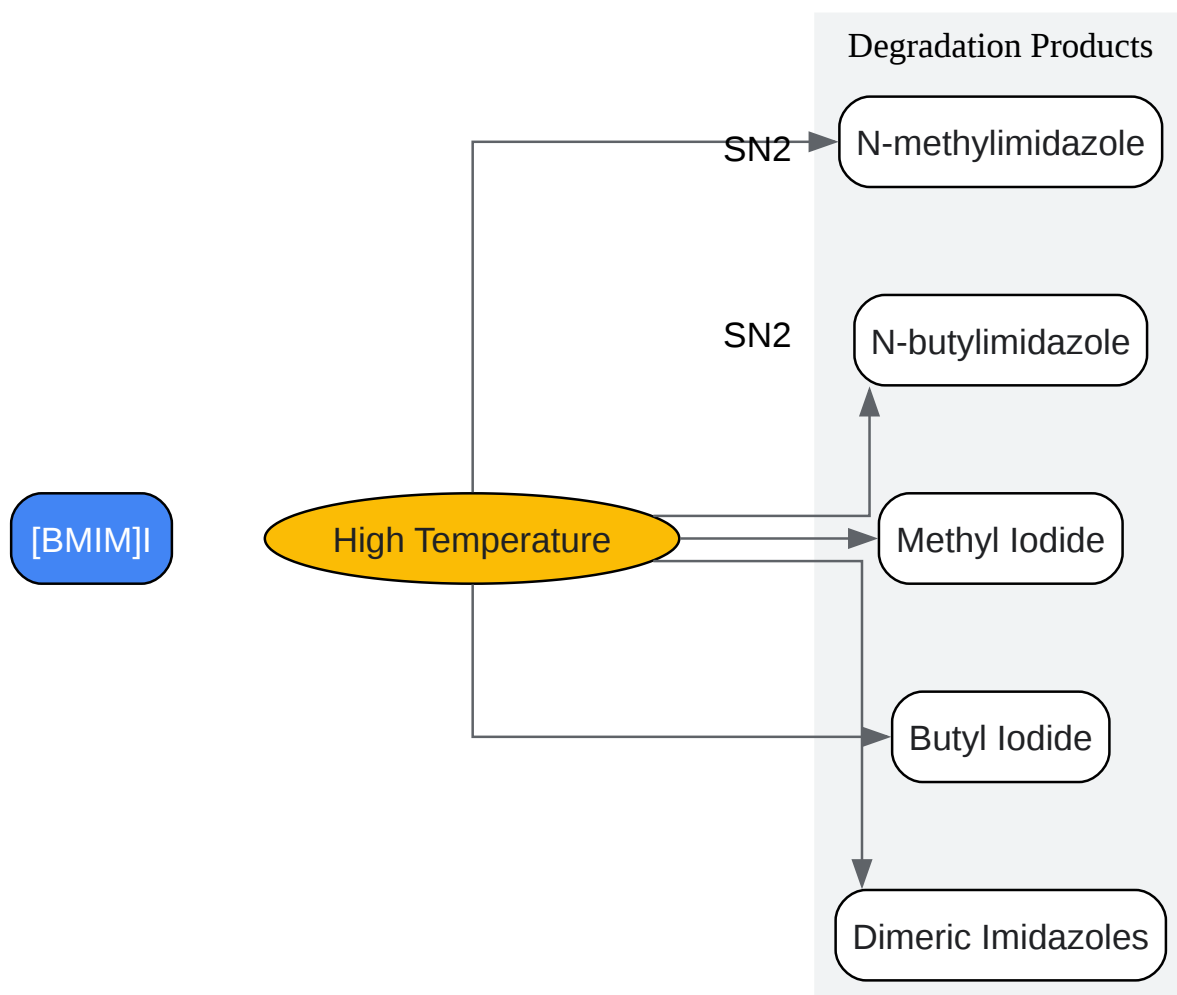 Degradation Products
SN2
N-methylimidazole
SN2
N-butylimidazole
[BMIM]I
High Temperature
Methyl Iodide
Butyl Iodide
Dimeric Imidazoles